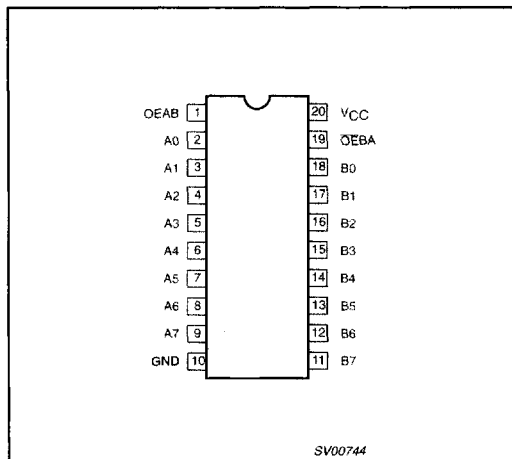 OEAB 1 20 VCC
A0 2 19 O̅E̅B̅A̅
A1 3 18 B0
A2 4 17 B1
A3 5 16 B2
A4 6 15 B3
A5 7 14 B4
A6 8 13 B5
A7 9 12 B6
GND 10 11 B7
SV00744